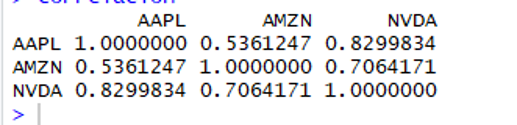 > correlacion
AAPL AMZN NVDA
AAPL 1.0000000 0.5361247 0.8299834
AMZN 0.5361247 1.0000000 0.7064171
NVDA 0.8299834 0.7064171 1.0000000
>